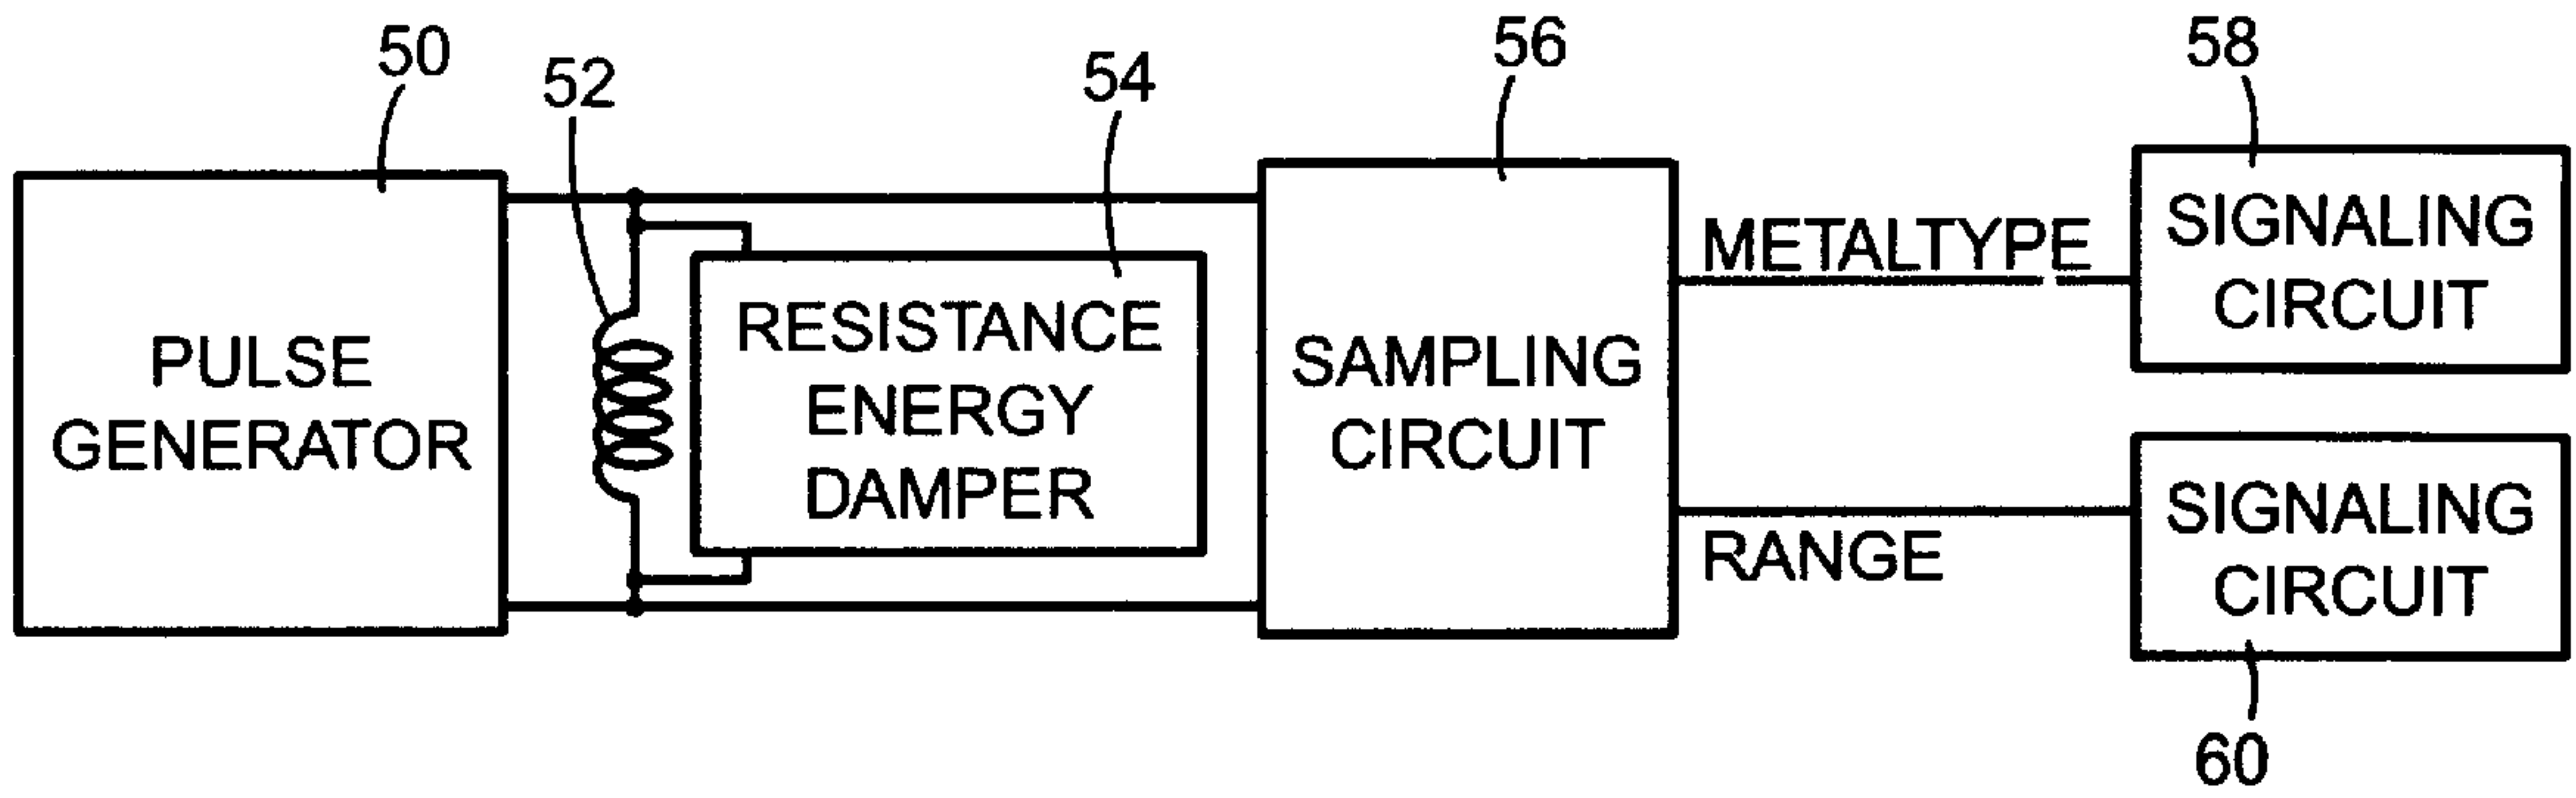 50
52
54
56
58
PULSE
GENERATOR
RESISTANCE
ENERGY
DAMPER
SAMPLING
CIRCUIT
METALTYPE
RANGE
SIGNALING
CIRCUIT
SIGNALING
CIRCUIT
60